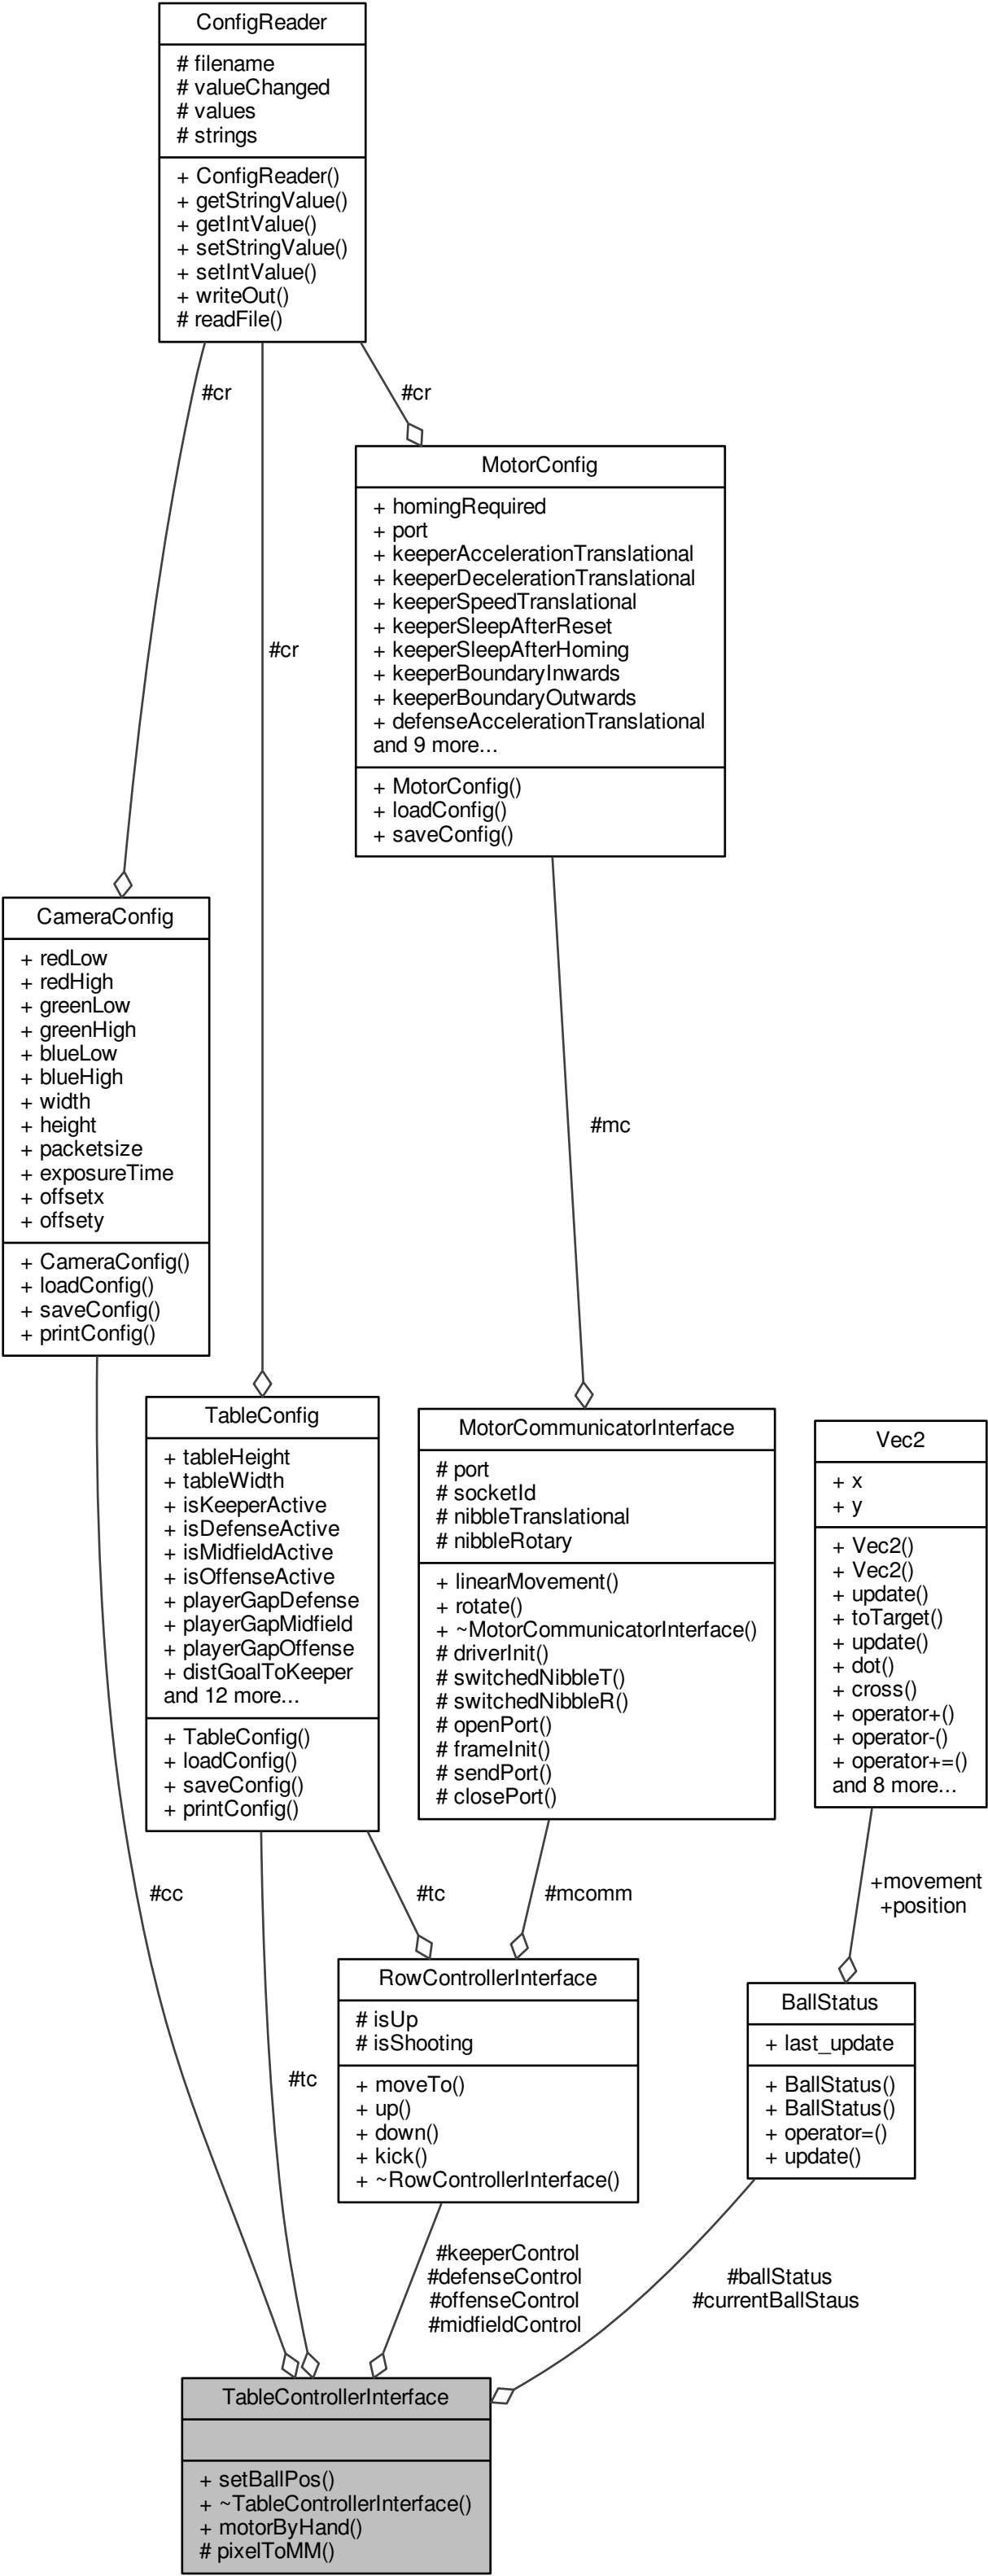 ConfigReader
# filename
# valueChanged
# values
# strings
+ ConfigReader()
+ getStringValue()
+ getIntValue()
+ setStringValue()
+ setIntValue()
+ writeOut()
# readFile()
#cr
#cr
#cr
MotorConfig
+ homingRequired
+ port
+ keeperAccelerationTranslational
+ keeperDecelerationTranslational
+ keeperSpeedTranslational
+ keeperSleepAfterReset
+ keeperSleepAfterHoming
+ keeperBoundaryInwards
+ keeperBoundaryOutwards
+ defenseAccelerationTranslational
and 9 more...
+ MotorConfig()
+ loadConfig()
+ saveConfig()
CameraConfig
+ redLow
+ redHigh
+ greenLow
+ greenHigh
+ blueLow
+ blueHigh
+ width
+ height
+ packetsize
+ exposureTime
+ offsetx
+ offsety
+ CameraConfig()
+ loadConfig()
+ saveConfig()
+ printConfig()
#mc
TableConfig
+ tableHeight
+ tableWidth
+ isKeeperActive
+ isDefenseActive
+ isMidfieldActive
+ isOffenseActive
+ playerGapDefense
+ playerGapMidfield
+ playerGapOffense
+ distGoalToKeeper
and 12 more...
+ TableConfig()
+ loadConfig()
+ saveConfig()
+ printConfig()
MotorCommunicatorInterface
# port
# socketId
# nibbleTranslational
# nibbleRotary
+ linearMovement()
+ rotate()
+ ~MotorCommunicatorInterface()
# driverInit()
# switchedNibbleT()
# switchedNibbleR()
# openPort()
# frameInit()
# sendPort()
# closePort()
Vec2
+ x
+ y
+ Vec2()
+ Vec2()
+ update()
+ toTarget()
+ update()
+ dot()
+ cross()
+ operator+()
+ operator-()
+ operator+=()
and 8 more...
#cc
#tc
#mcomm
+movement
+position
RowControllerInterface
# isUp
# isShooting
+ moveTo()
+ up()
+ down()
+ kick()
+ ~RowControllerInterface()
BallStatus
+ last_update
+ BallStatus()
+ BallStatus()
+ operator=()
+ update()
#tc
#keeperControl
#defenseControl
#offenseControl
#midfieldControl
#ballStatus
#currentBallStaus
TableControllerInterface
+ setBallPos()
+ ~TableControllerInterface()
+ motorByHand()
# pixelToMM()